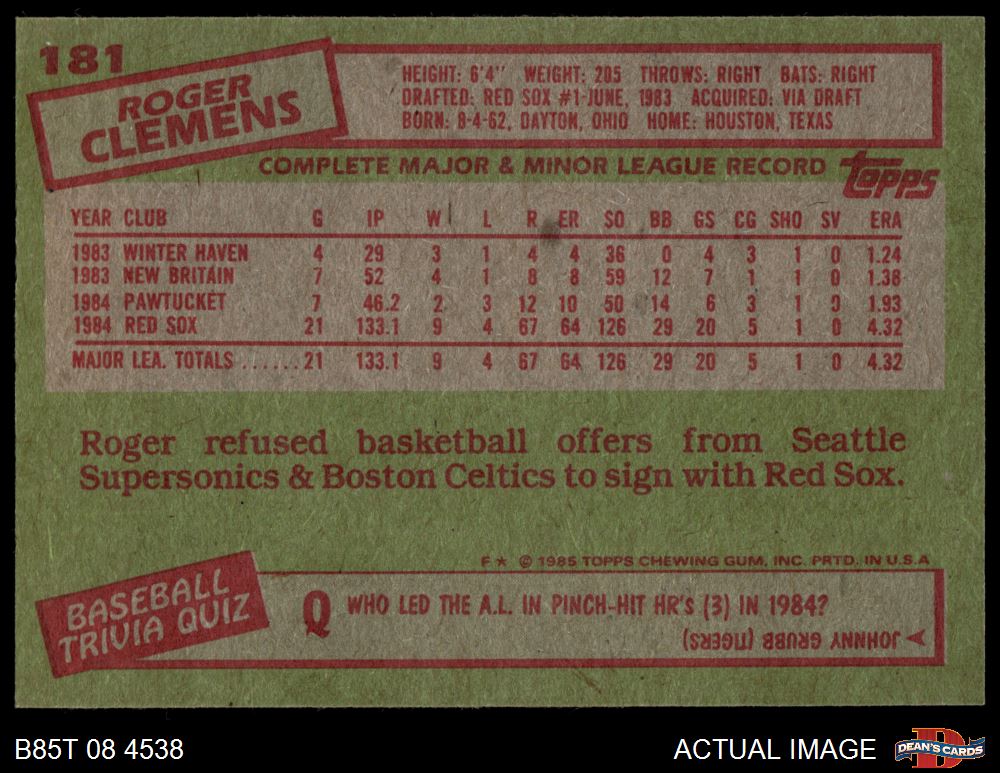 181
ROGER
CLEMENS
HEIGHT: 6'4" WEIGHT: 205 THROWS: RIGHT BATS: RIGHT
DRAFTED: RED SOX #1-JUNE, 1983 ACQUIRED: VIA DRAFT
BORN: 8-4-62, DAYTON, OHIO HOME: HOUSTON, TEXAS
COMPLETE MAJOR & MINOR LEAGUE RECORD
topps
YEAR CLUB G IP W L R ER SO BB GS CG SHO SV ERA
1983 WINTER HAVEN 4 29 3 1 4 4 36 0 4 3 1 0 1.24
1983 NEW BRITAIN 7 52 4 1 8 8 59 12 7 1 1 0 1.38
1984 PAWTUCKET 7 46.2 2 3 12 10 50 14 6 3 1 0 1.93
1984 RED SOX 21 133.1 9 4 67 64 126 29 20 5 1 0 4.32
MAJOR LEA. TOTALS ...... 21 133.1 9 4 67 64 126 29 20 5 1 0 4.32
Roger refused basketball offers from Seattle
Supersonics & Boston Celtics to sign with Red Sox.
F★ © 1985 TOPPS CHEWING GUM, INC. PRTD. IN U.S.A
BASEBALL
TRIVIA QUIZ
Q WHO LED THE A.L. IN PINCH-HIT HR's (3) IN 1984?
JOHNNY GRUBB (TIGERS)
B85T 08 4538
ACTUAL IMAGE
D
DEAN'S CARDS